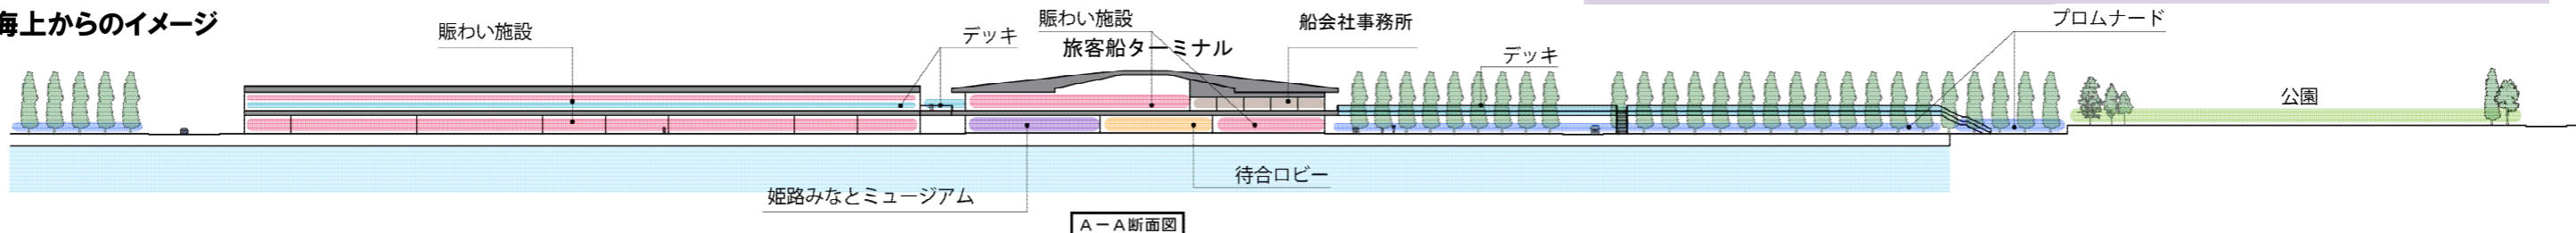 海上からのイメージ
賑わい施設
デッキ
賑わい施設
旅客船ターミナル
船会社事務所
デッキ
プロムナード
公園
姫路みなとミュージアム
待合ロビー
A－A断面図